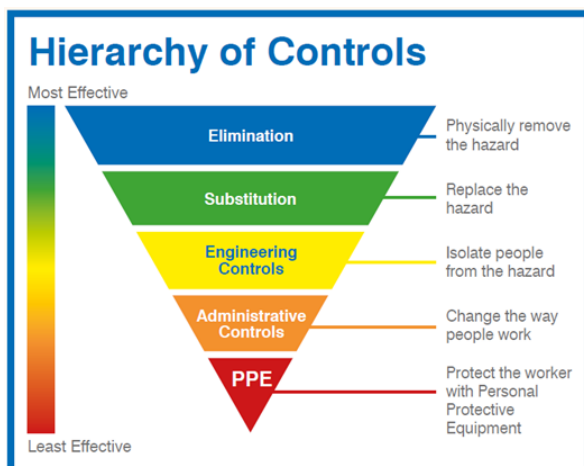 Hierarchy of Controls
Most Effective
Elimination
Physically remove
the hazard
Substitution
Replace the
hazard
Engineering
Controls
Isolate people
from the hazard
Administrative
Controls
Change the way
people work
PPE
Protect the worker
with Personal
Protective
Equipment
Least Effective